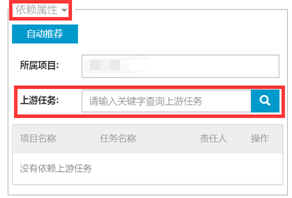 依赖属性
自动推荐
所属项目:
上游任务: 请输入关键字查询上游任务
项目名称 任务名称 责任人 操作
没有依赖上游任务